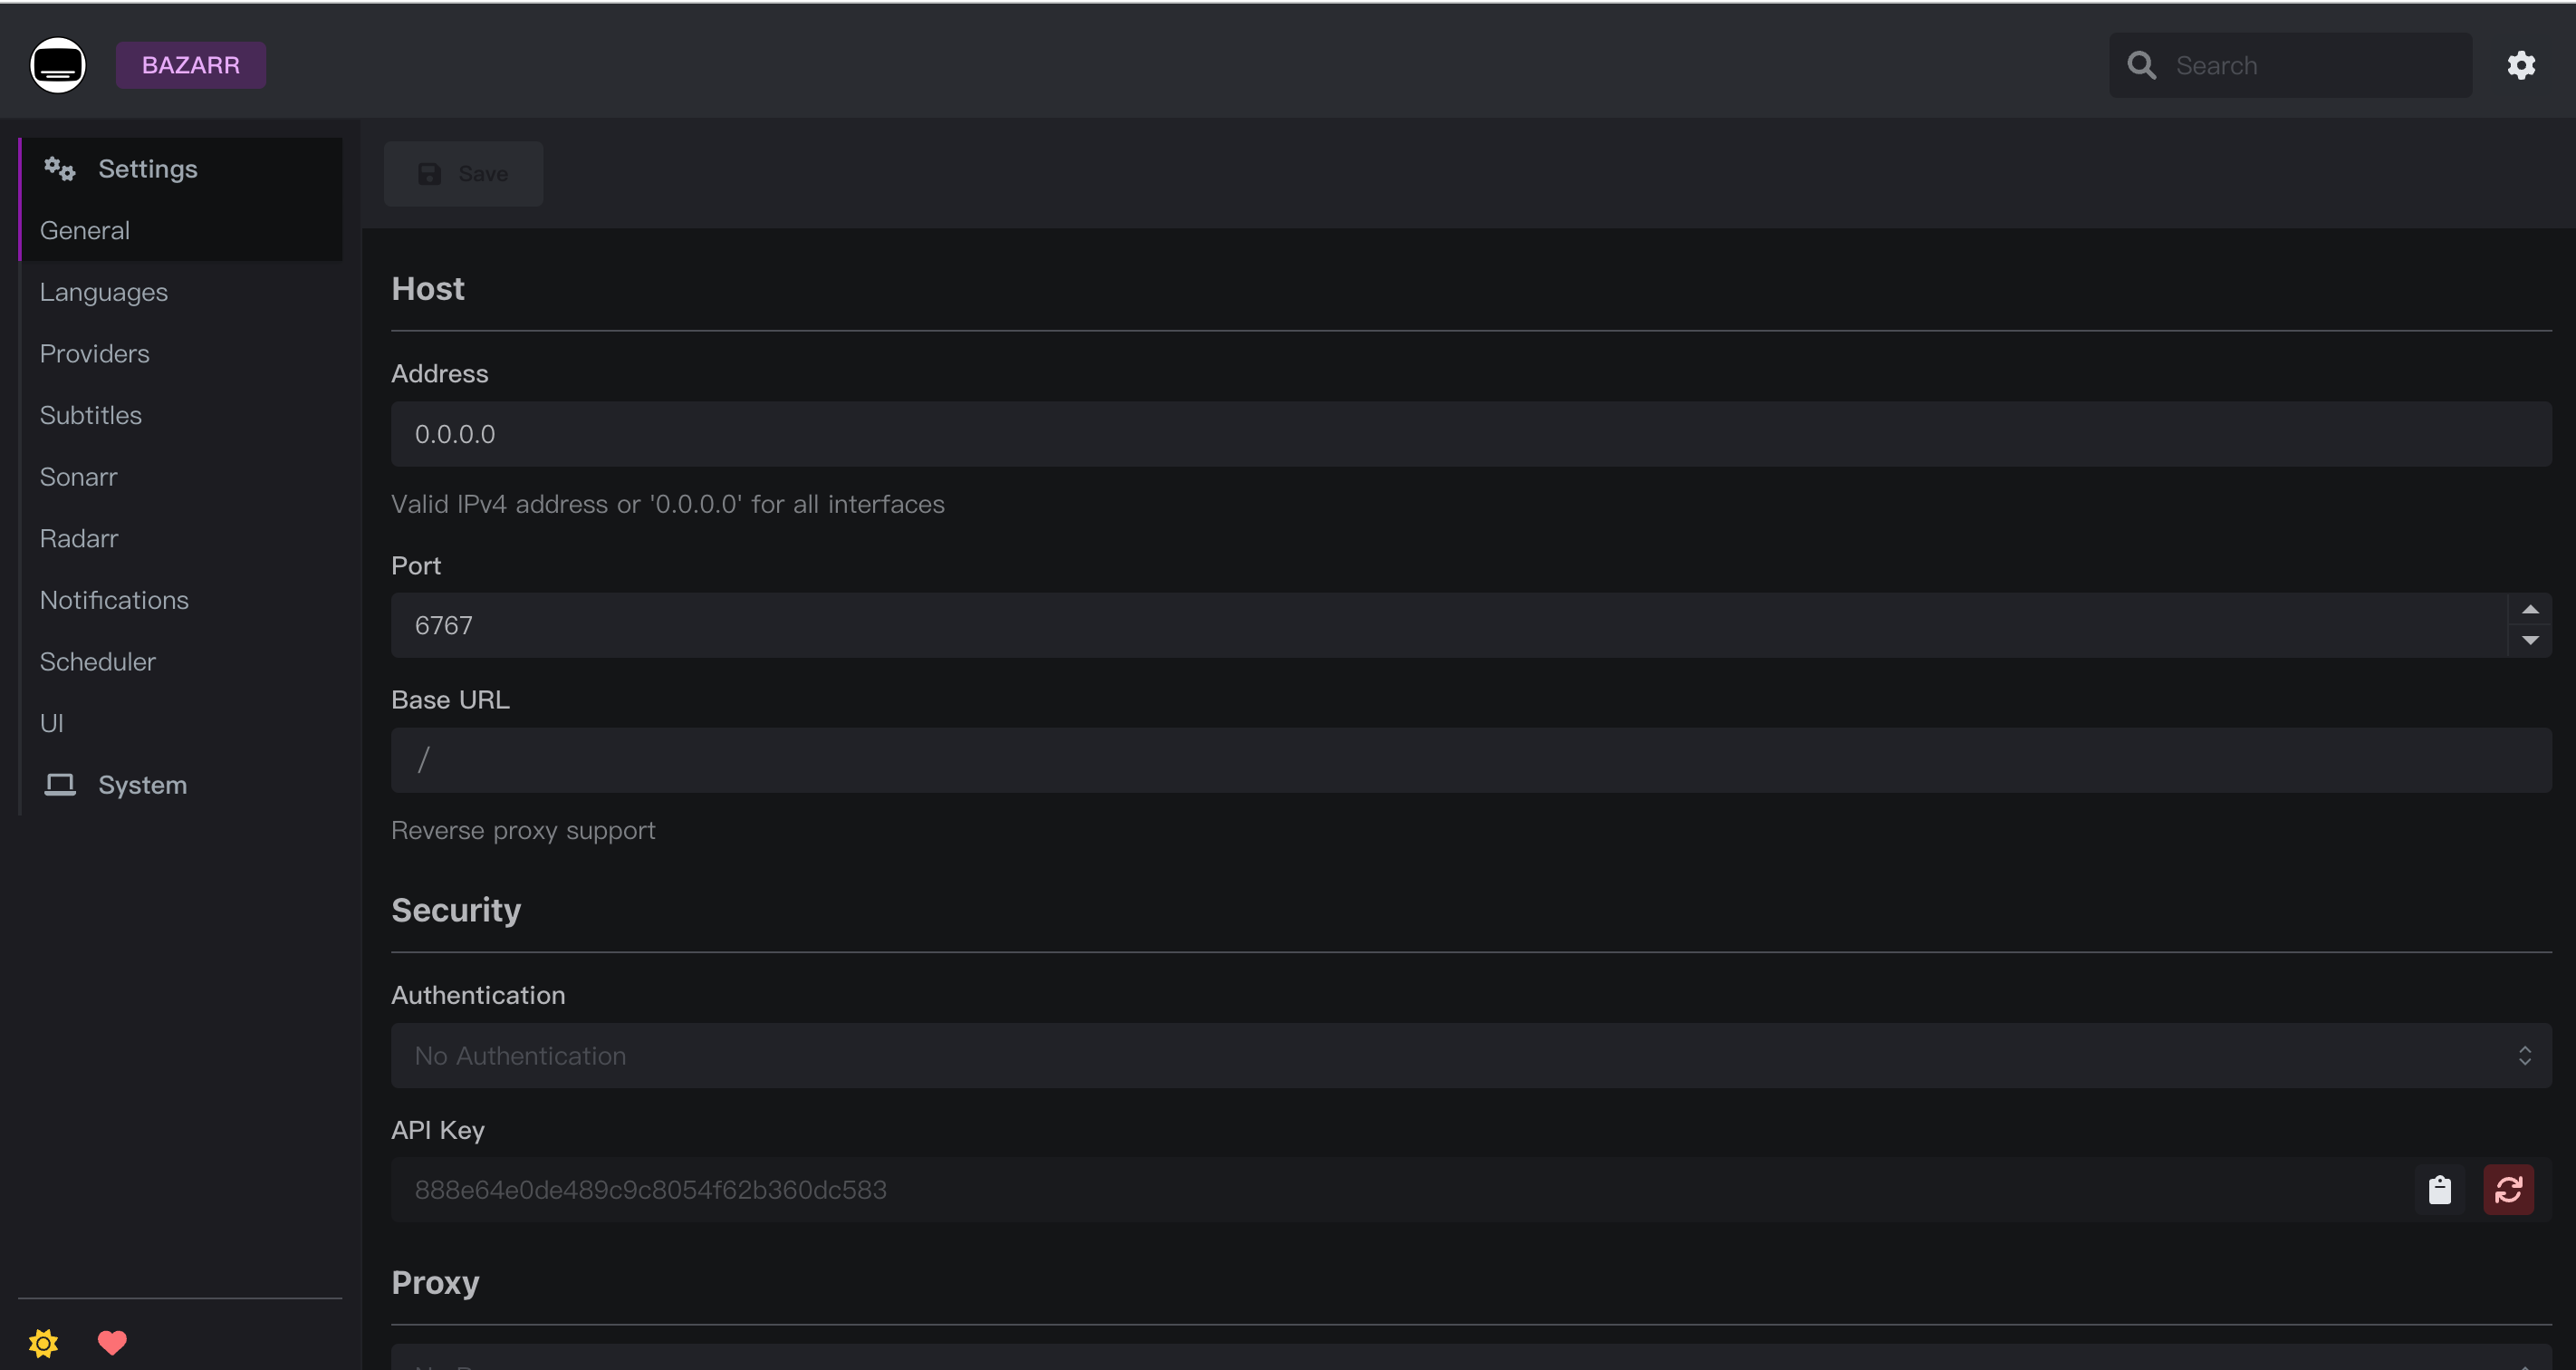 BAZARR
Search
Settings
General
Languages
Providers
Subtitles
Sonarr
Radarr
Notifications
Scheduler
UI
System
Save
Host
Address
0.0.0.0
Valid IPv4 address or '0.0.0.0' for all interfaces
Port
6767
Base URL
/
Reverse proxy support
Security
Authentication
No Authentication
API Key
888e64e0de489c9c8054f62b360dc583
Proxy